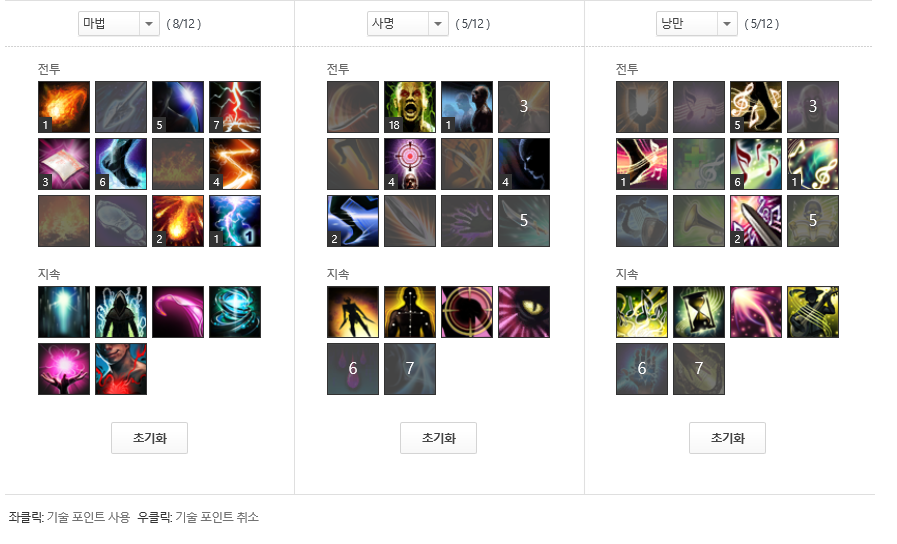 마법 ( 8/12 ) 사명 ( 5/12 ) 낭만 ( 5/12 )
전투 전투 전투
1 5 7 18 1 3 5 3
3 6 4 4 4 1 6 1
2 1 2 5 2 5
지속 지속 지속
6 7 6 7
초기화 초기화 초기화
좌클릭: 기술 포인트 사용 우클릭: 기술 포인트 취소